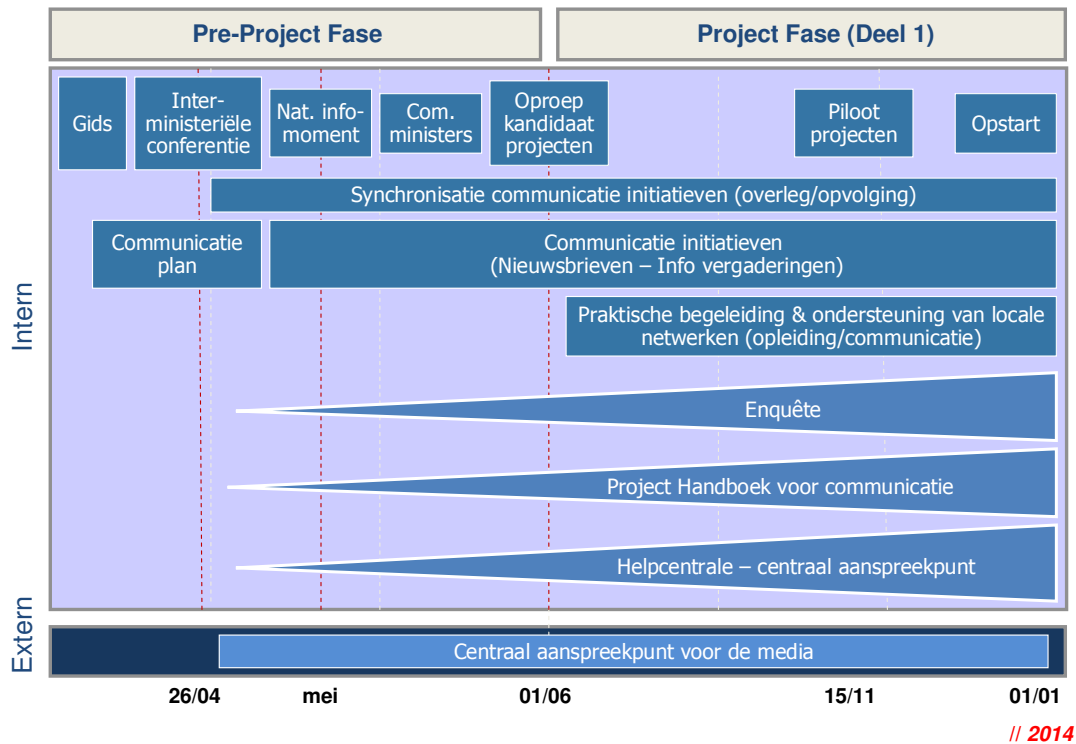 Pre-Project Fase
Project Fase (Deel 1)
Gids
Inter-
ministeriële
conferentie
Nat. info-
moment
Com.
ministers
Oproep
kandidaat
projecten
Piloot
projecten
Opstart
Synchronisatie communicatie initiatieven (overleg/opvolging)
Communicatie
plan
Communicatie initiatieven
(Nieuwsbrieven – Info vergaderingen)
Praktische begeleiding & ondersteuning van locale
netwerken (opleiding/communicatie)
Intern
Enquête
Project Handboek voor communicatie
Helpcentrale – centraal aanspreekpunt
Extern
Centraal aanspreekpunt voor de media
26/04
mei
01/06
15/11
01/01
// 2014